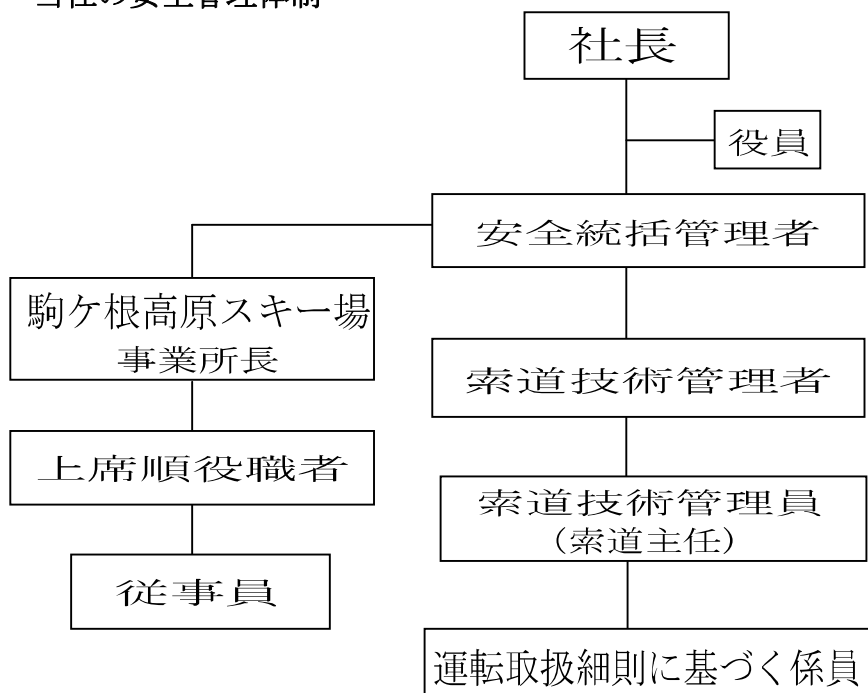 社長
役員
安全統括管理者
駒ケ根高原スキー場
事業所長
索道技術管理者
上席順役職者
索道技術管理員
（索道主任）
従事員
運転取扱細則に基づく係員